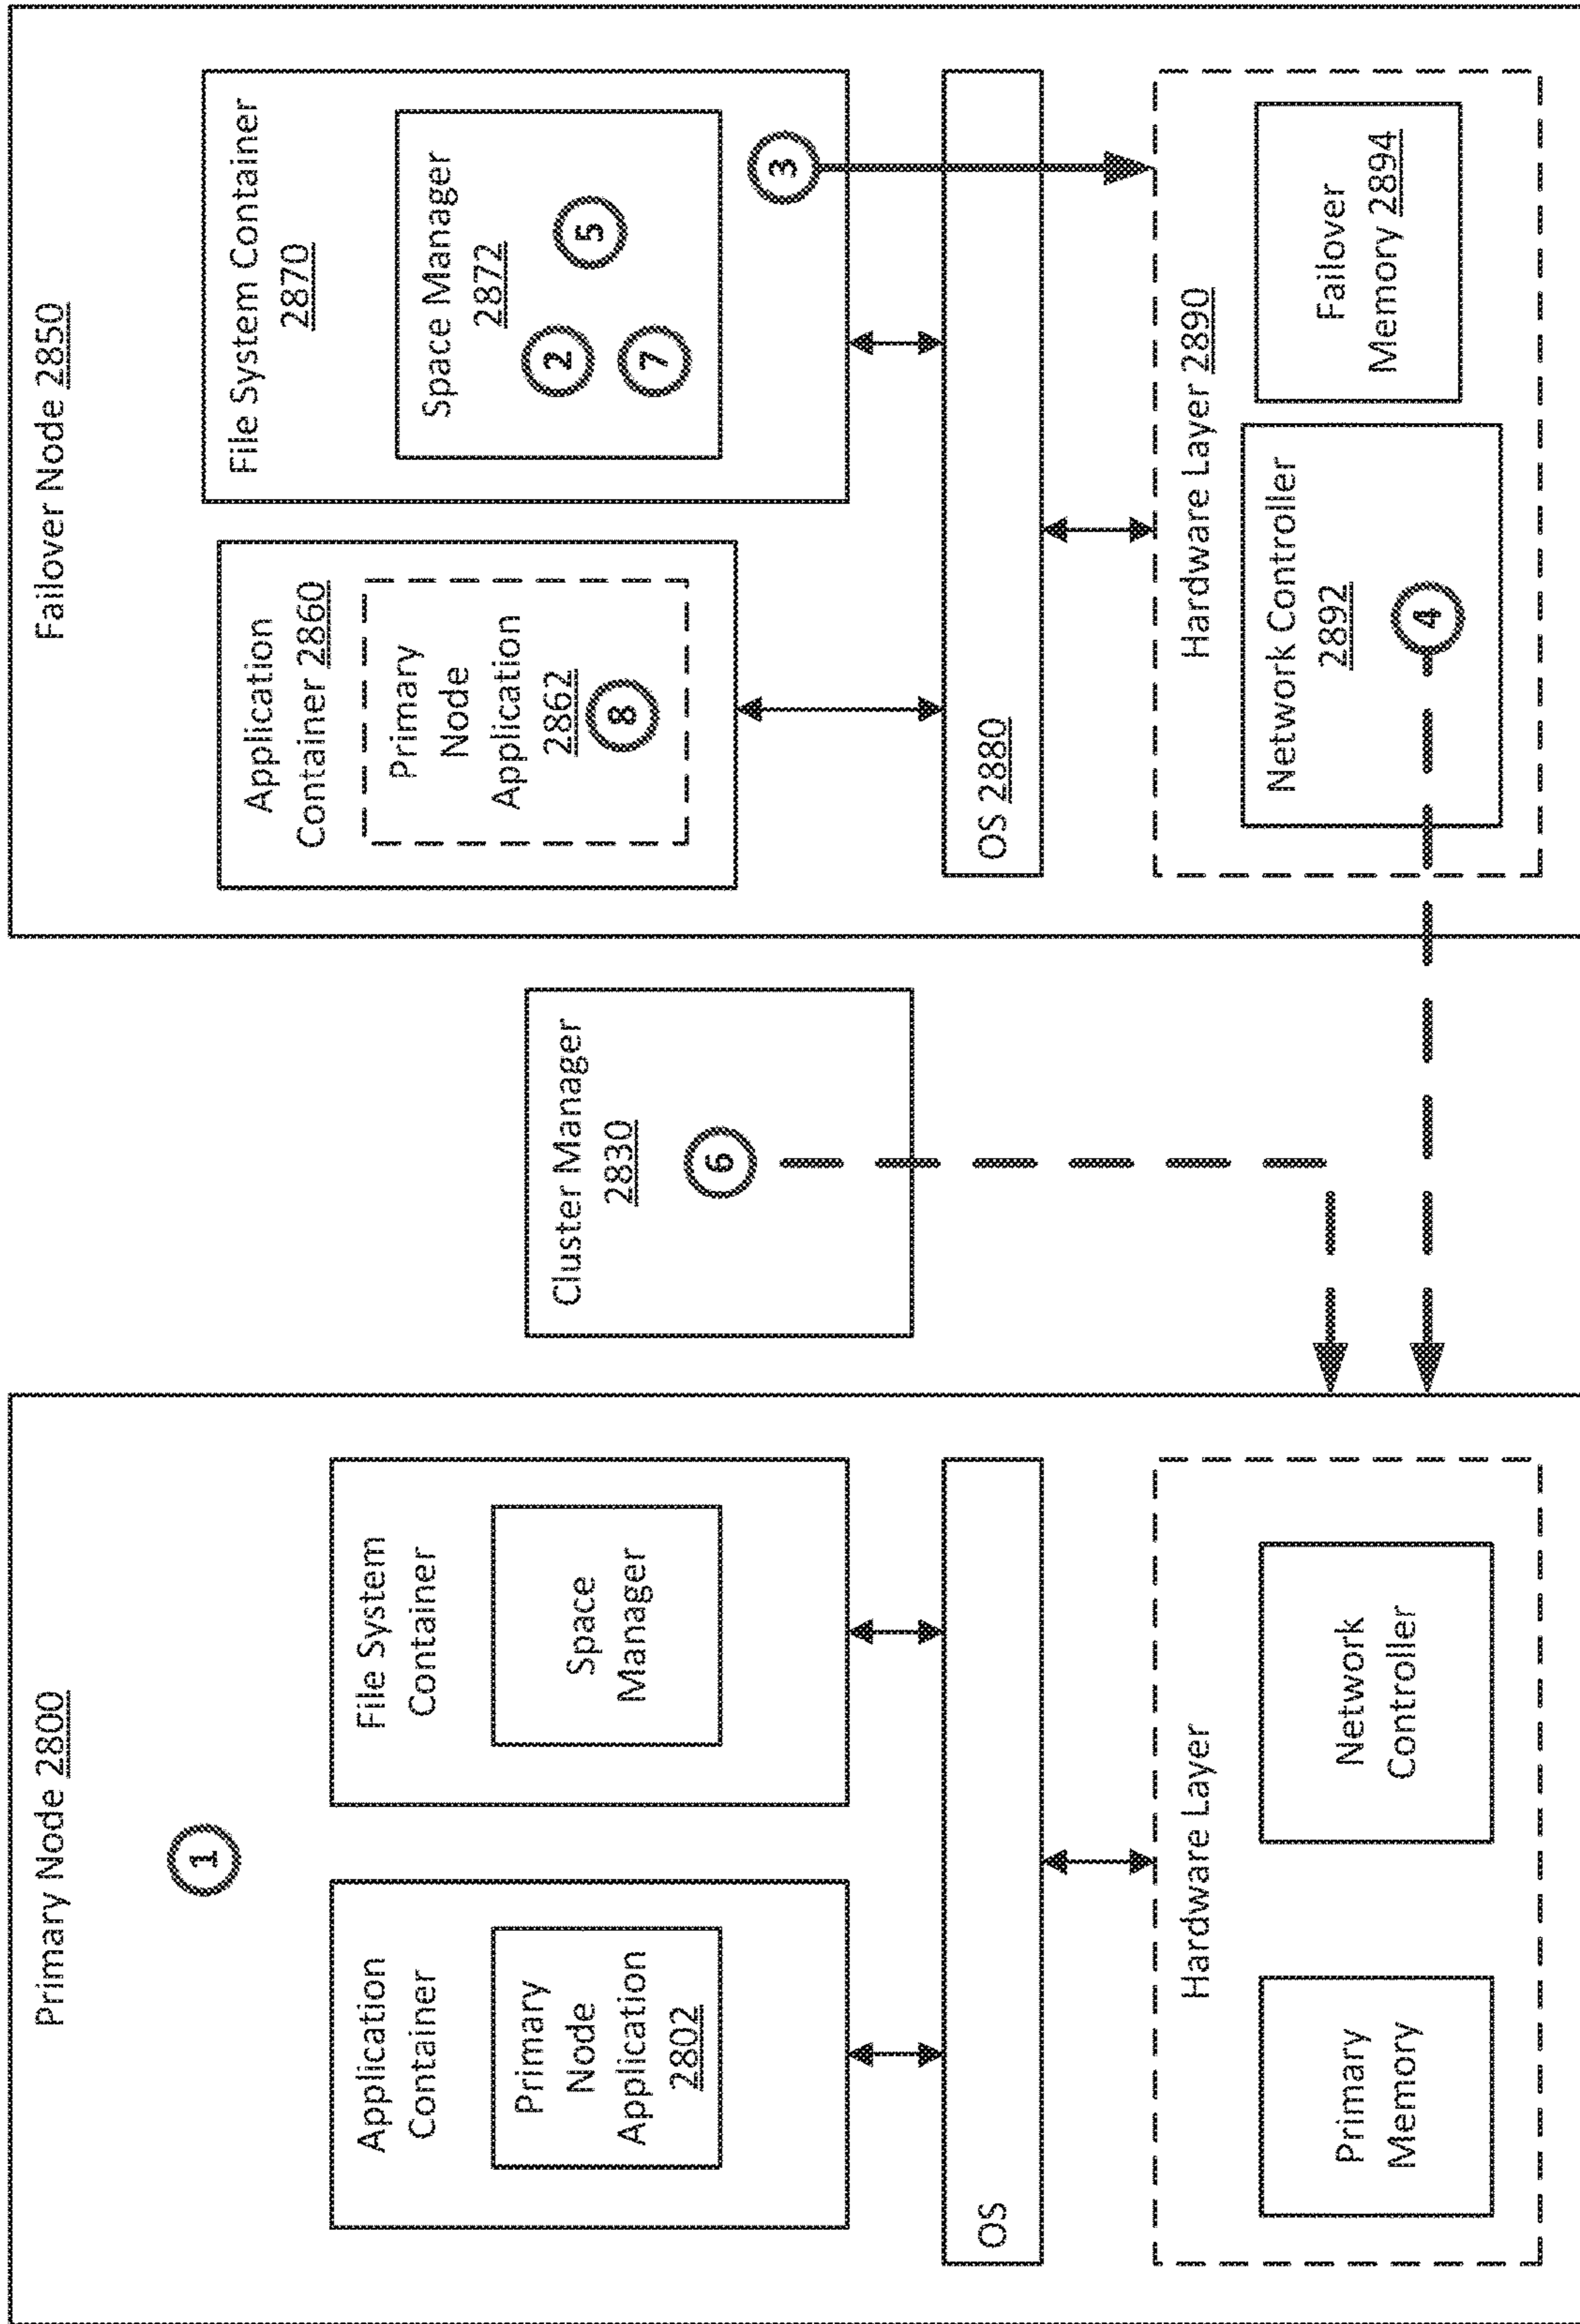 Primary Node 2800
1
Application
Container
Primary
Node
Application
2802
File System
Container
Space
Manager
OS
Hardware Layer
Primary
Memory
Network
Controller
Cluster Manager
2830
6
Failover Node 2850
Application
Container 2860
Primary
Node
Application
2862
8
File System Container
2870
Space Manager
2872
2
5
7
3
OS 2880
Hardware Layer 2890
Network Controller
2892
4
Failover
Memory 2894